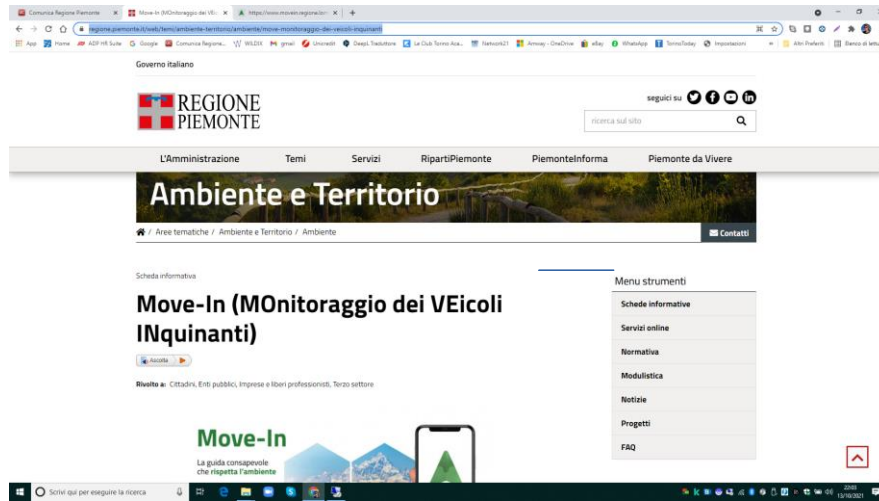 Comunica Regione Piemonte
Move-In (MOnitoraggio dei VEi
https://www.movein.regione.lom
regione.piemonte.it/web/temi/ambiente-territorio/ambiente/move-monitoraggio-dei-veicoli-inquinanti
App Home ADP HR Suite Google Comunica Regione... WILDIX gmail Unicredit DeepL Traduttore Le Club Torino Aca... Network21 Amway - OneDrive eBay WhatsApp TorinoToday Impostazioni » Altri Preferiti Elenco di lettu
Governo italiano
REGIONE
PIEMONTE
seguici su
ricerca sul sito
L'Amministrazione Temi Servizi RipartiPiemonte PiemonteInforma Piemonte da Vivere
Ambiente e Territorio
/ Aree tematiche / Ambiente e Territorio / Ambiente
Contatti
Scheda informativa
Move-In (MOnitoraggio dei VEicoli
INquinanti)
Ascolta
Rivolto a: Cittadini, Enti pubblici, Imprese e liberi professionisti, Terzo settore
Move-In
La guida consapevole
che rispetta l'ambiente
Menu strumenti
Schede informative
Servizi online
Normativa
Modulistica
Notizie
Progetti
FAQ
Scrivi qui per eseguire la ricerca
22:03
13/10/2021